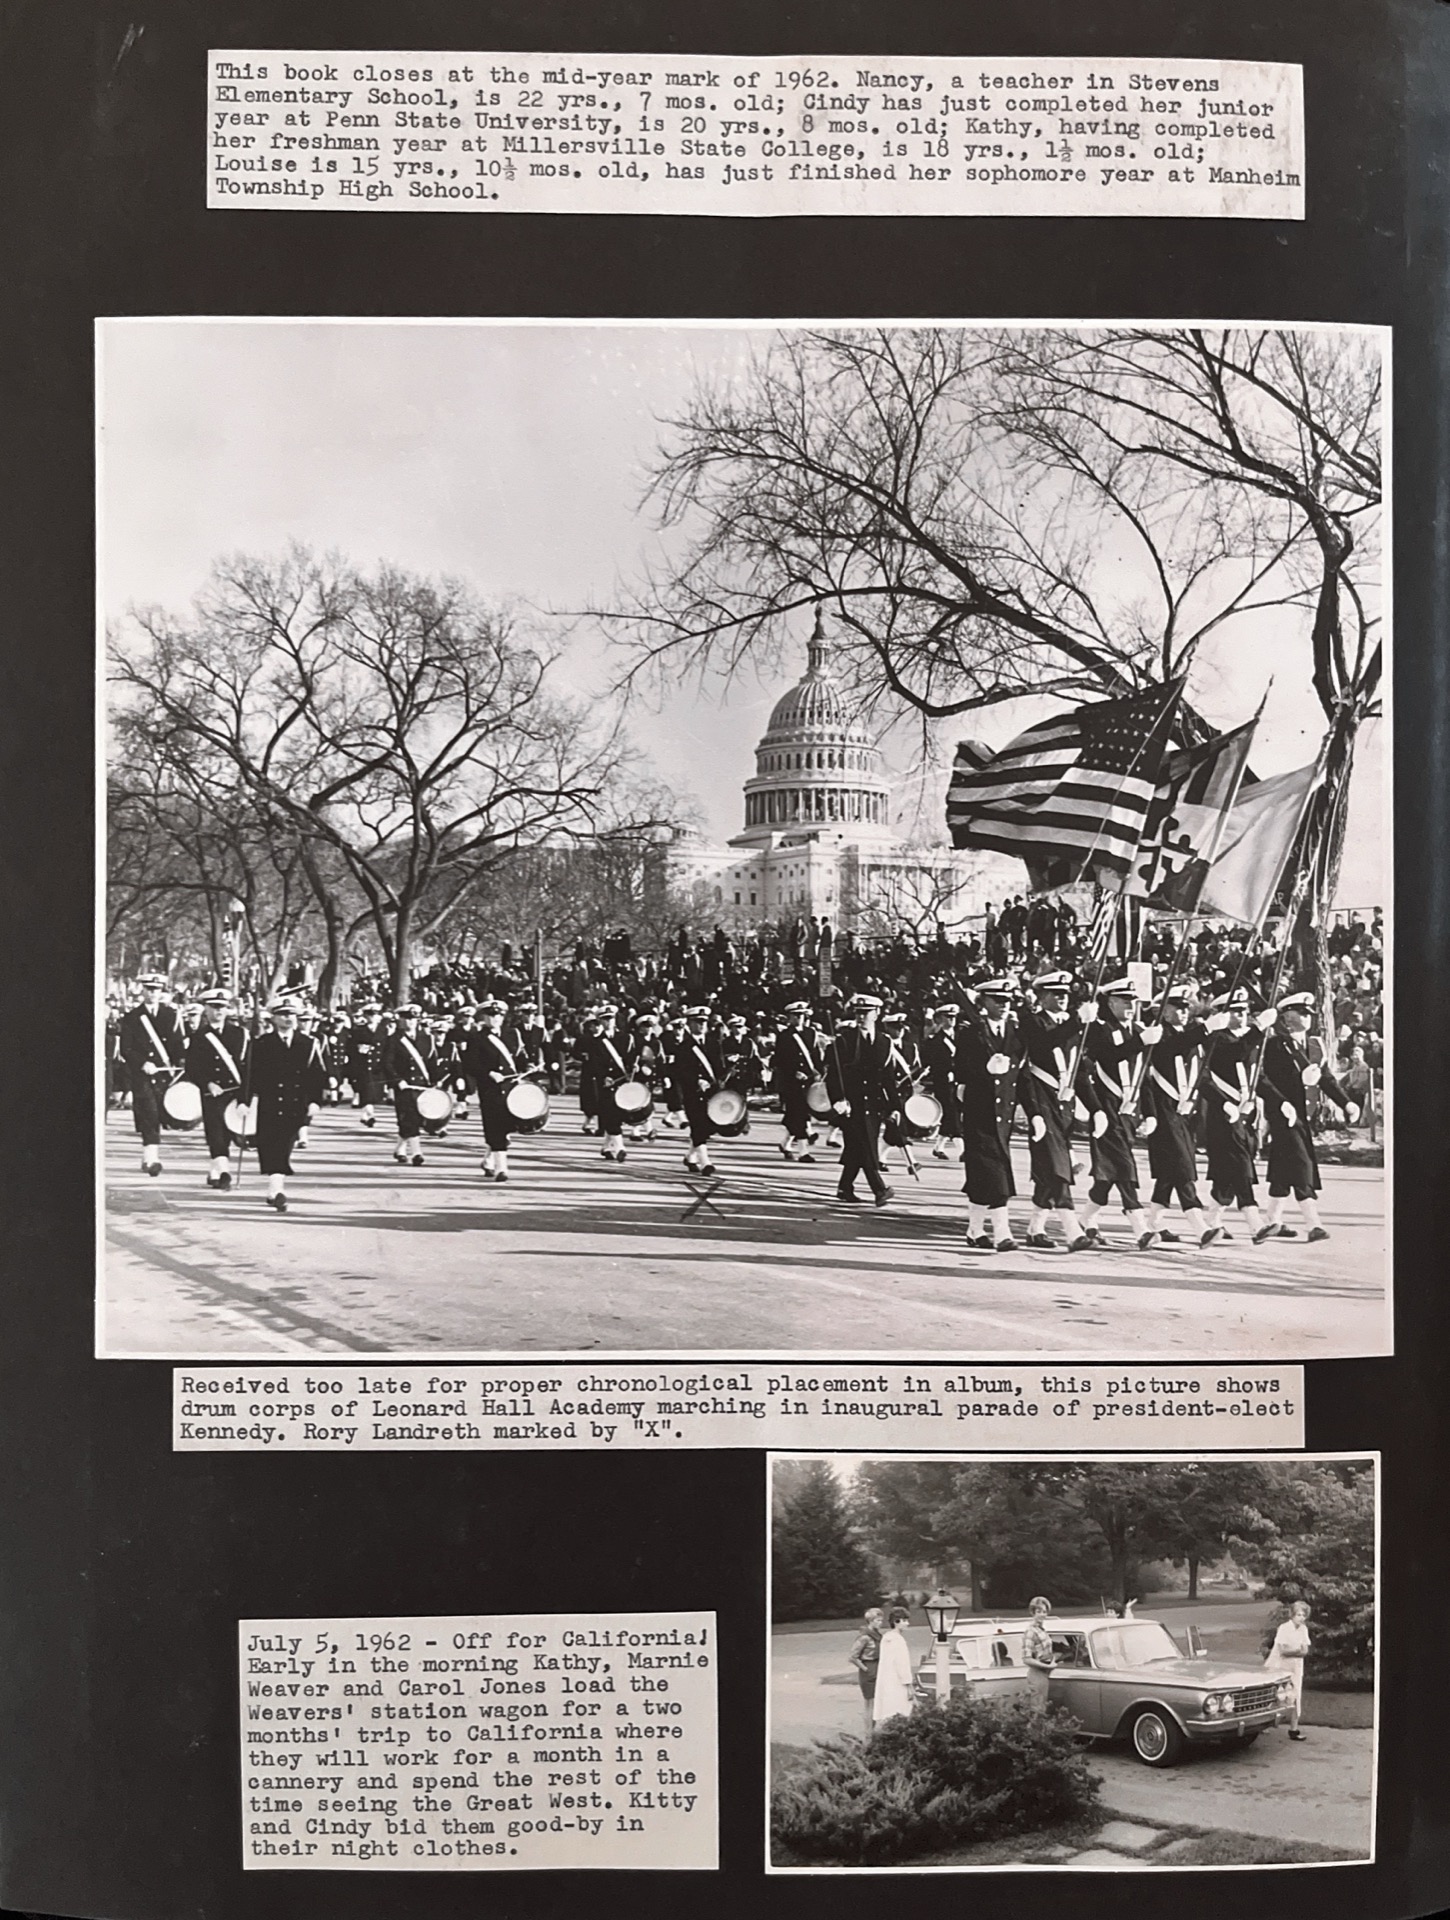 This book closes at the mid-year mark of 1962. Nancy, a teacher in Stevens
Elementary School, is 22 yrs., 7 mos. old; Cindy has just completed her junior
year at Penn State University, is 20 yrs., 8 mos. old; Kathy, having completed
her freshman year at Millersville State College, is 18 yrs., 1½ mos. old;
Louise is 15 yrs., 10½ mos. old, has just finished her sophomore year at Manheim
Township High School.
X
Received too late for proper chronological placement in album, this picture shows
drum corps of Leonard Hall Academy marching in inaugural parade of president-elect
Kennedy. Rory Landreth marked by "X".
July 5, 1962 - Off for California!
Early in the morning Kathy, Marnie
Weaver and Carol Jones load the
Weavers' station wagon for a two
months' trip to California where
they will work for a month in a
cannery and spend the rest of the
time seeing the Great West. Kitty
and Cindy bid them good-by in
their night clothes.